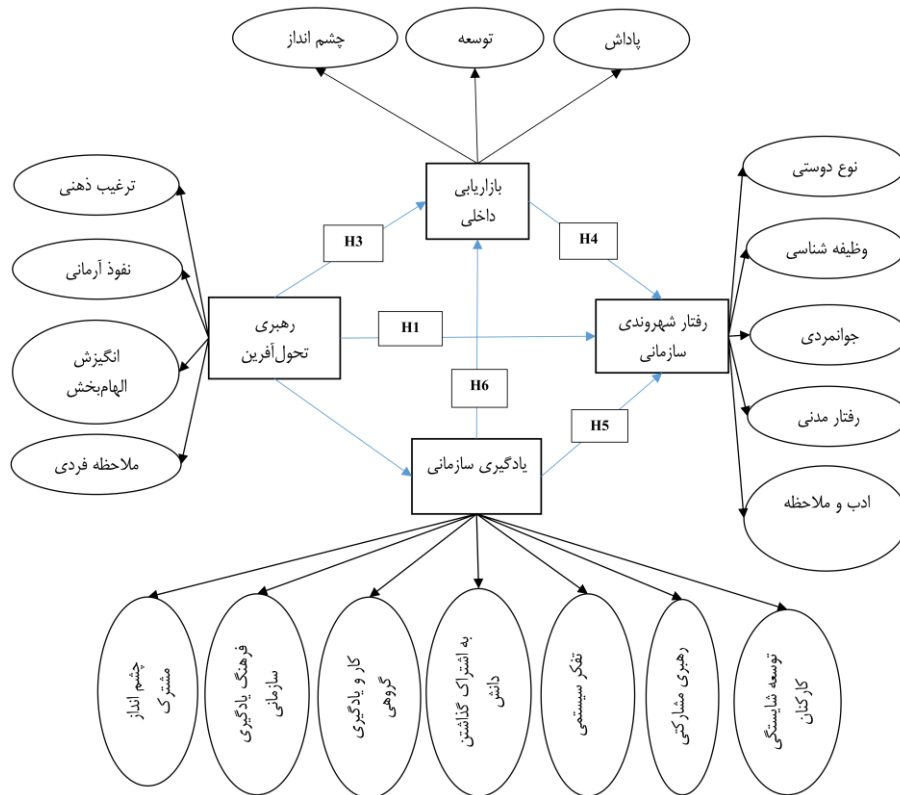 پاداش
توسعه
چشم انداز
بازاریابی
داخلی
نوع دوستی
وظیفه شناسی
جوانمردی
رفتار مدنی
ادب و ملاحظه
ترغیب ذهنی
نفوذ آرمانی
انگیزش
الهام‌بخش
ملاحظه فردی
H3
H4
رفتار شهروندی
سازمانی
H1
رهبری
تحول‌آفرین
H6
H5
یادگیری سازمانی
توسعه شایستگی
کارکنان
رهبری مشارکتی
تفکر سیستمی
به اشتراک گذاشتن
دانش
کار و یادگیری
گروهی
فرهنگ یادگیری
سازمانی
چشم انداز
مشترک